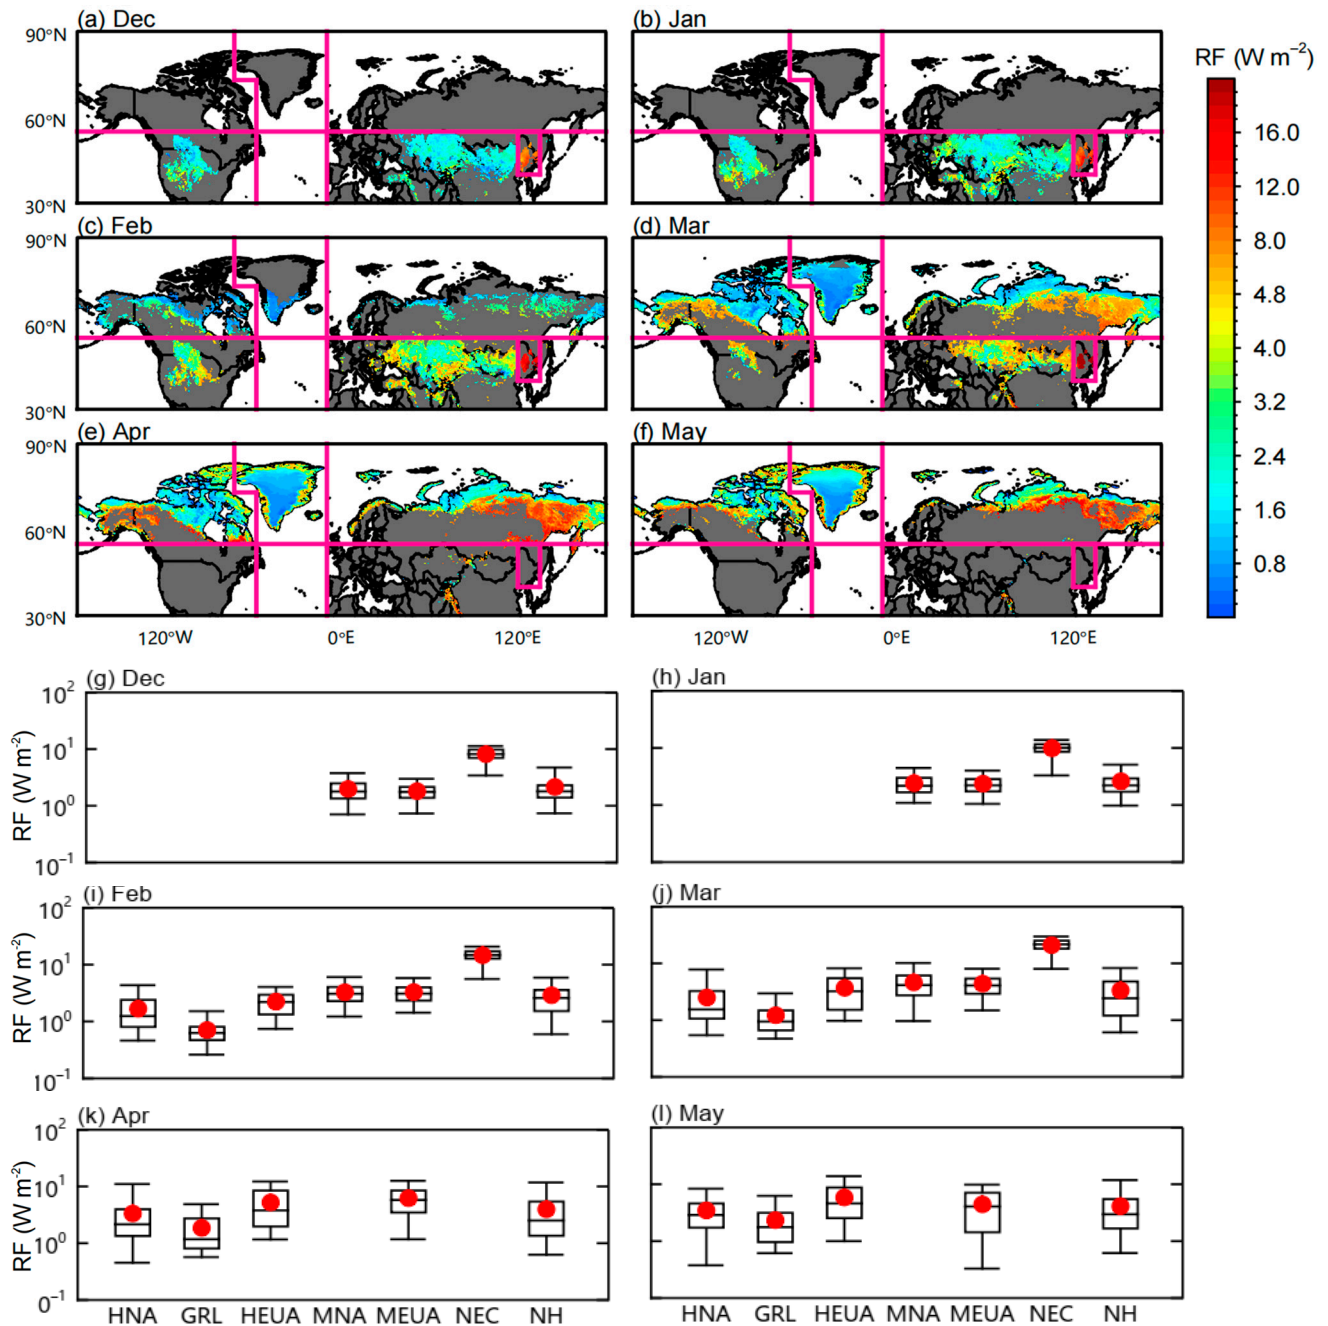 (a) Dec
(b) Jan
RF (W m⁻²)
90°N
60°N
30°N
16.0
12.0
8.0
4.8
4.0
3.2
2.4
1.6
0.8
(c) Feb
(d) Mar
90°N
60°N
30°N
(e) Apr
(f) May
90°N
60°N
30°N
120°W 0°E 120°E
120°W 0°E 120°E
(g) Dec
(h) Jan
RF (W m⁻²)
10²
10¹
10⁰
10⁻¹
(i) Feb
(j) Mar
RF (W m⁻²)
10²
10¹
10⁰
10⁻¹
(k) Apr
(l) May
RF (W m⁻²)
10²
10¹
10⁰
0⁻¹
HNA GRL HEUA MNA MEUA NEC NH
HNA GRL HEUA MNA MEUA NEC NH